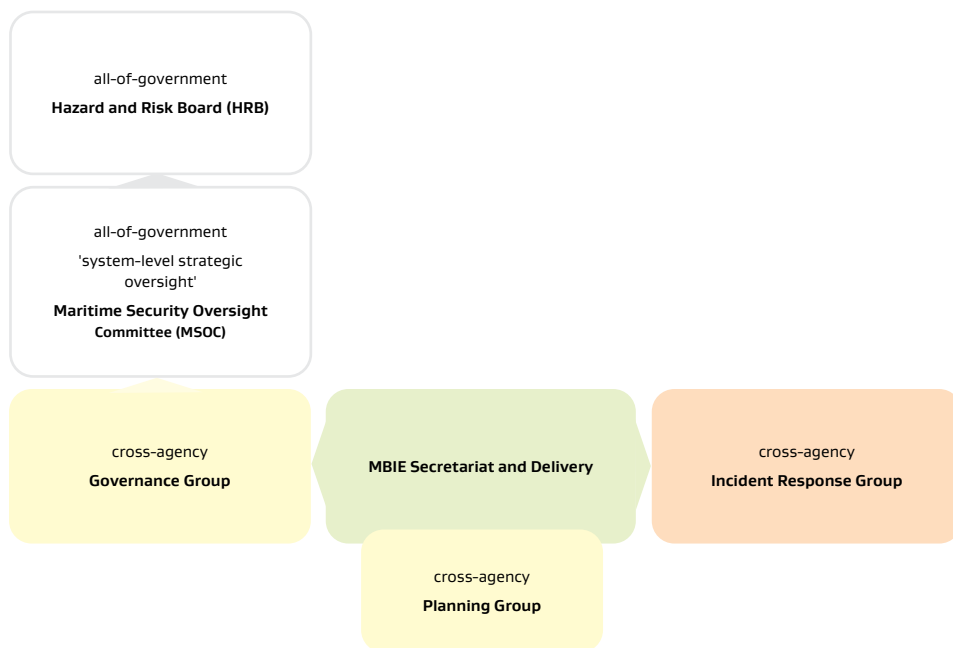 all-of-government
Hazard and Risk Board (HRB)
all-of-government
'system-level strategic
oversight'
Maritime Security Oversight
Committee (MSOC)
cross-agency
Governance Group
MBIE Secretariat and Delivery
cross-agency
Incident Response Group
cross-agency
Planning Group